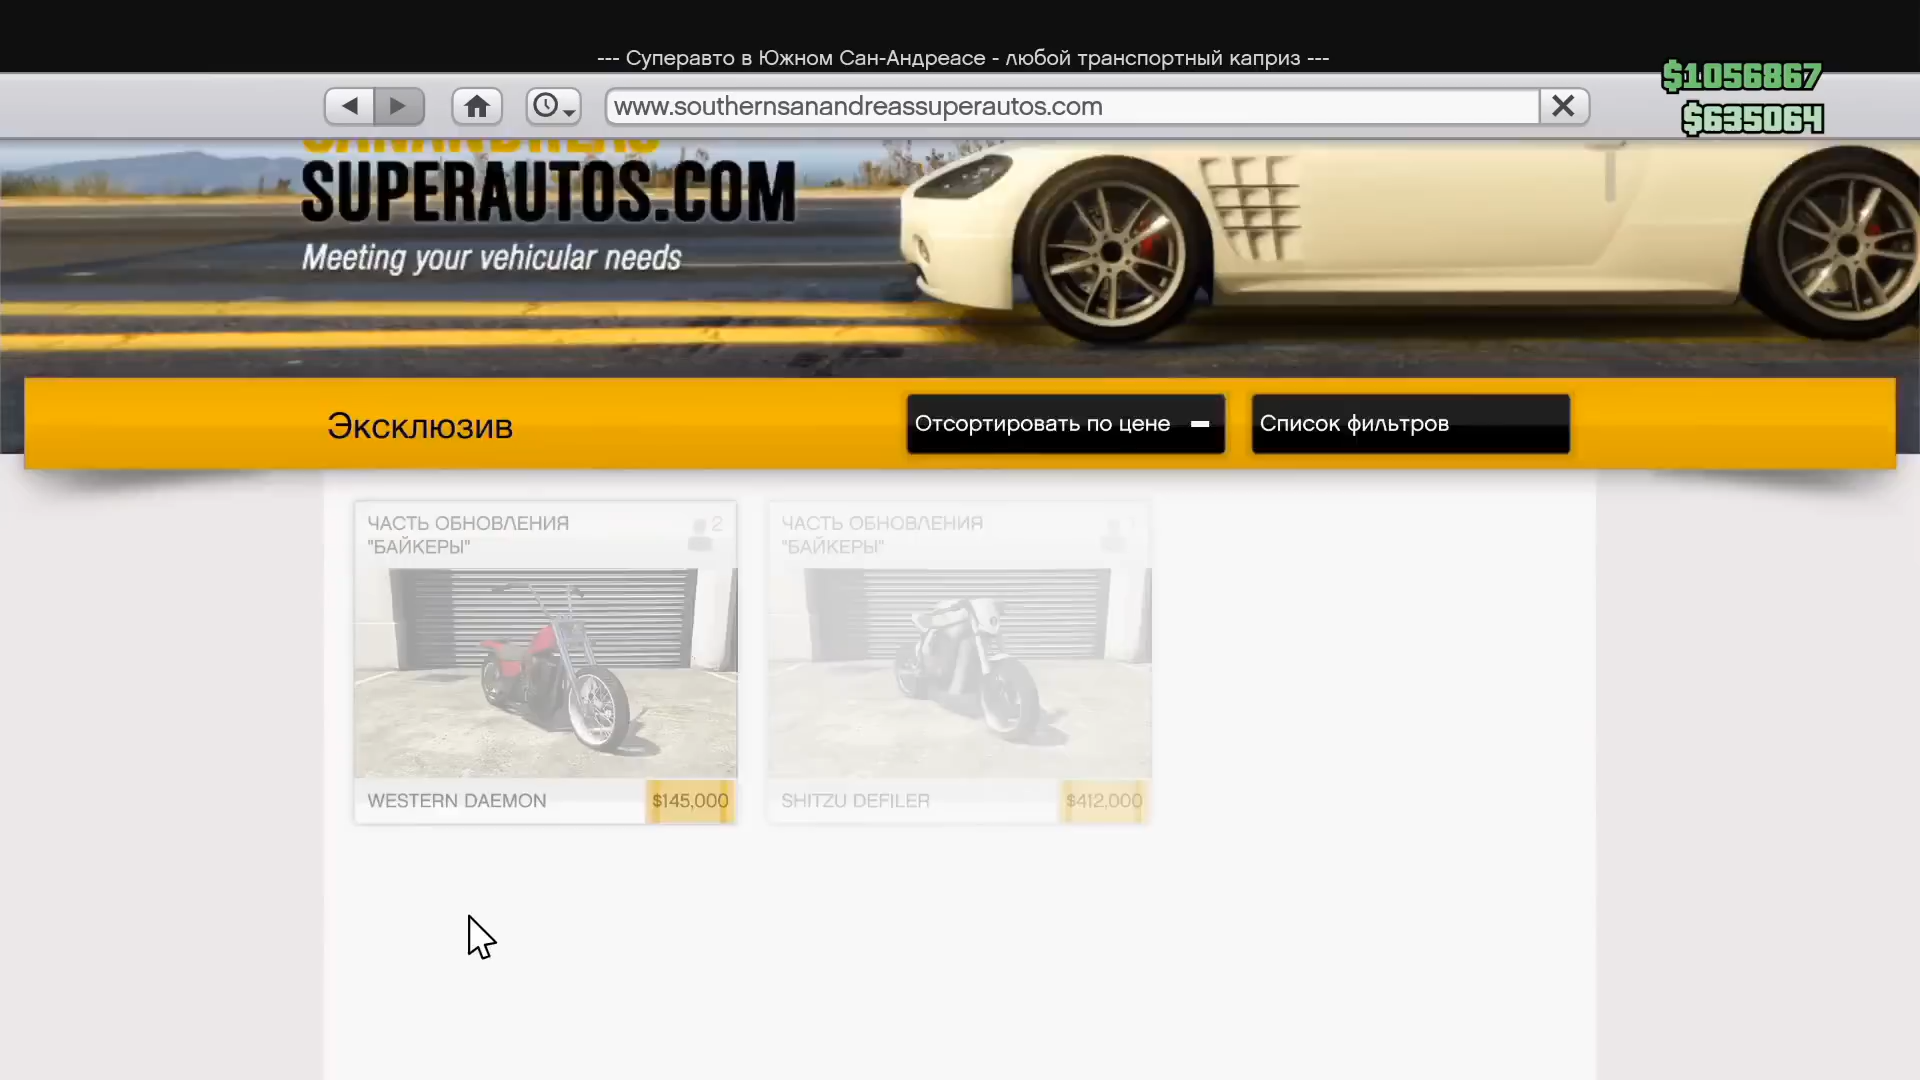 --- Суперавто в Южном Сан-Андреасе - любой транспортный каприз ---
$1056867
www.southernsanandreassuperautos.com
$635064
SANANDREAS
SUPERAUTOS.COM
Meeting your vehicular needs
Эксклюзив
Отсортировать по цене
Список фильтров
ЧАСТЬ ОБНОВЛЕНИЯ
"БАЙКЕРЫ"
2
WESTERN DAEMON
$145,000
ЧАСТЬ ОБНОВЛЕНИЯ
"БАЙКЕРЫ"
SHITZU DEFILER
$412,000